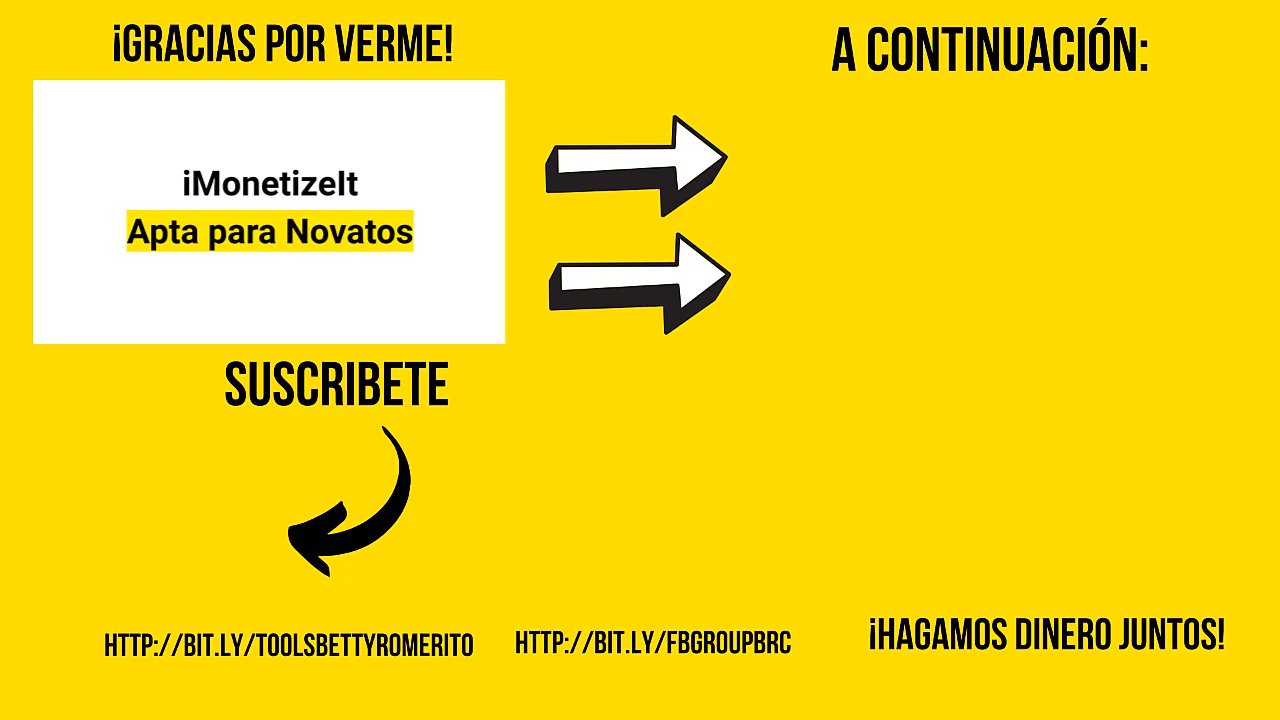 ¡GRACIAS POR VERME!
A CONTINUACIÓN:
iMonetizeIt
Apta para Novatos
SUSCRIBETE
HTTP://BIT.LY/TOOLSBETTYROMERITO
HTTP://BIT.LY/FBGROUPBRC
¡HAGAMOS DINERO JUNTOS!